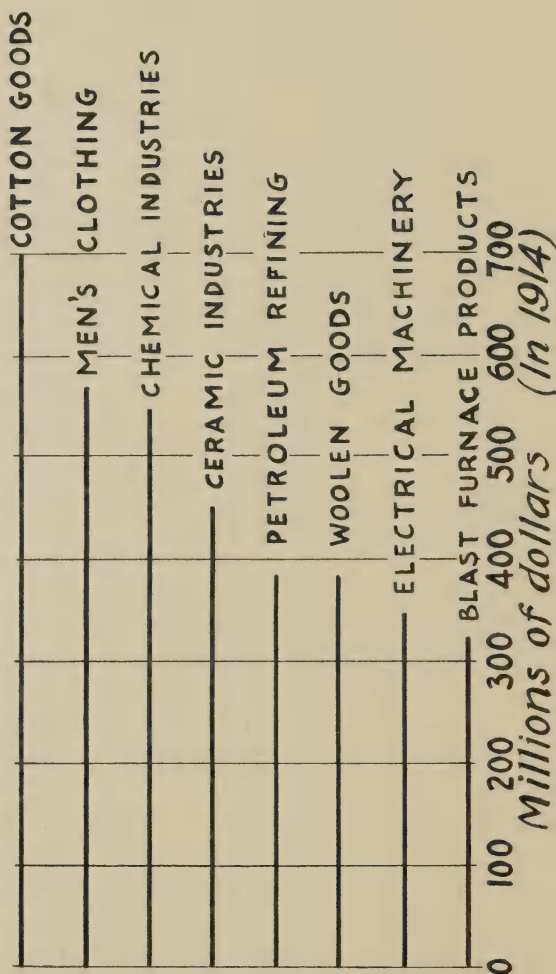 COTTON GOODS
MEN'S CLOTHING
CHEMICAL INDUSTRIES
CERAMIC INDUSTRIES
PETROLEUM REFINING
WOOLEN GOODS
ELECTRICAL MACHINERY
BLAST FURNACE PRODUCTS
0 100 200 300 400 500 600 700
Millions of dollars (In 1914)